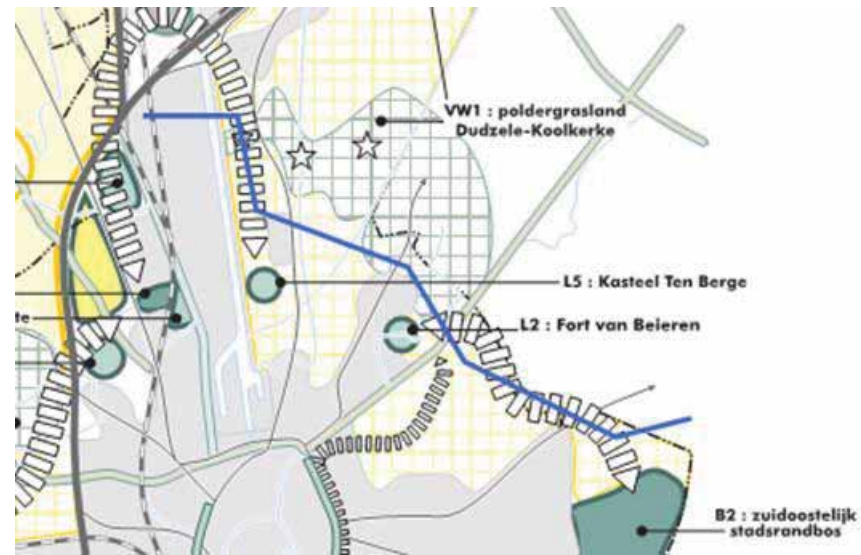 VW1 : poldergrasland
Dudzele-Koolkerke
L5 : Kasteel Ten Berge
te
L2 : Fort van Beieren
B2 : zuidoostelijk
stadsrandbos